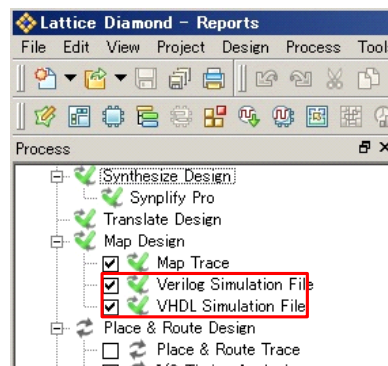 Lattice Diamond - Reports
File Edit View Project Design Process Tool
Process
Synthesize Design
Synplify Pro
Translate Design
Map Design
Map Trace
Verilog Simulation File
VHDL Simulation File
Place & Route Design
Place & Route Trace